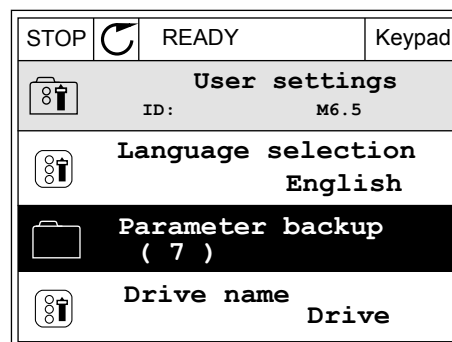 STOP READY Keypad
User settings
ID: M6.5
Language selection
English
Parameter backup
( 7 )
Drive name
Drive